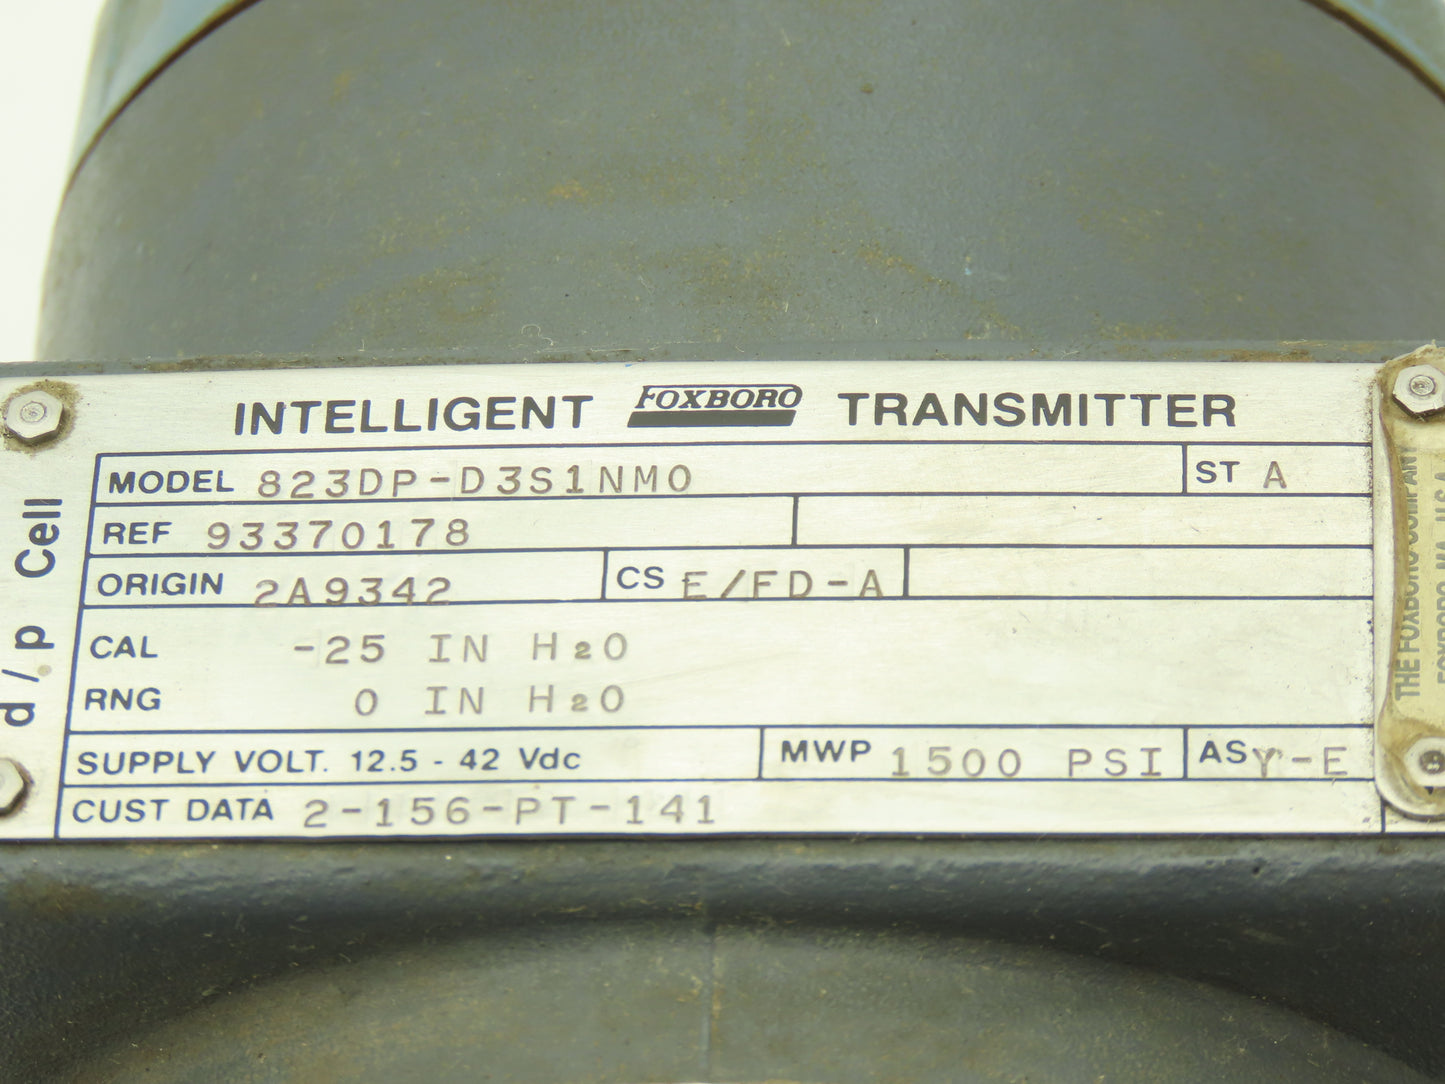 INTELLIGENT FOXBORO TRANSMITTER
d/p Cell
MODEL 823DP-D3S1NM0 ST A
REF 93370178
ORIGIN 2A9342 CS E/FD-A
CAL -25 IN H2O
RNG 0 IN H2O
SUPPLY VOLT. 12.5 - 42 Vdc MWP 1500 PSI AS Y-E
CUST DATA 2-156-PT-141
THE FOXBORO COMPANY
FOXBORO, MA, U.S.A.